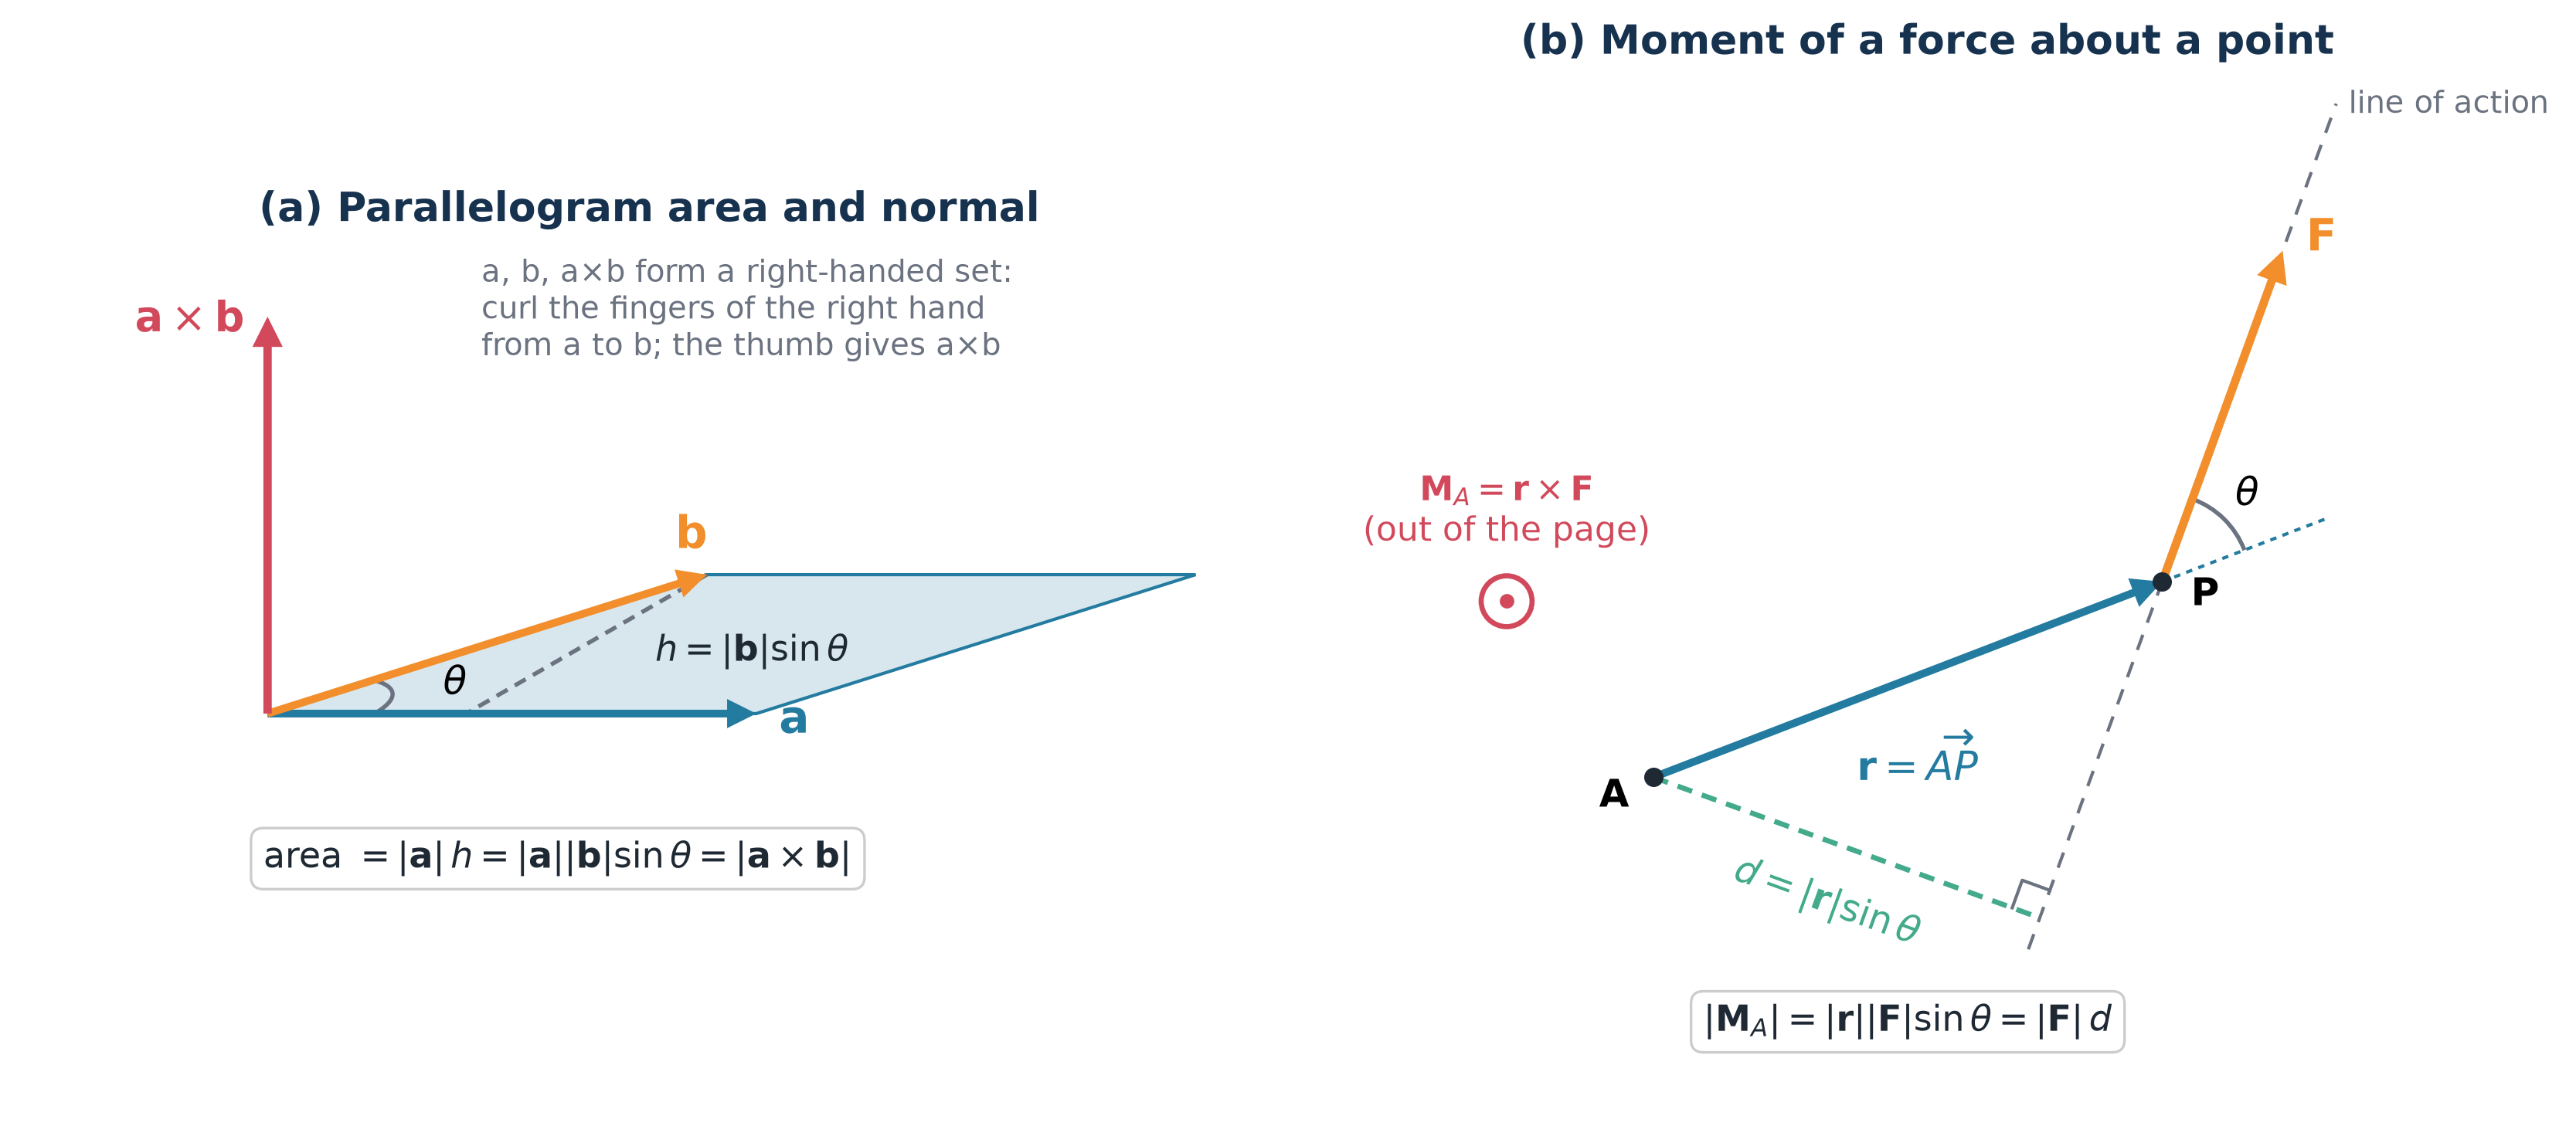 (a) Parallelogram area and normal
a, b, a×b form a right-handed set:
curl the fingers of the right hand
from a to b; the thumb gives a×b
a × b
b
h = |b| sin θ
θ
a
area = |a| h = |a||b| sin θ = |a × b|
(b) Moment of a force about a point
line of action
F
θ
M_A = r × F
(out of the page)
P
r = \overrightarrow{AP}
A
d = |r| sin θ
|M_A| = |r||F| sin θ = |F| d